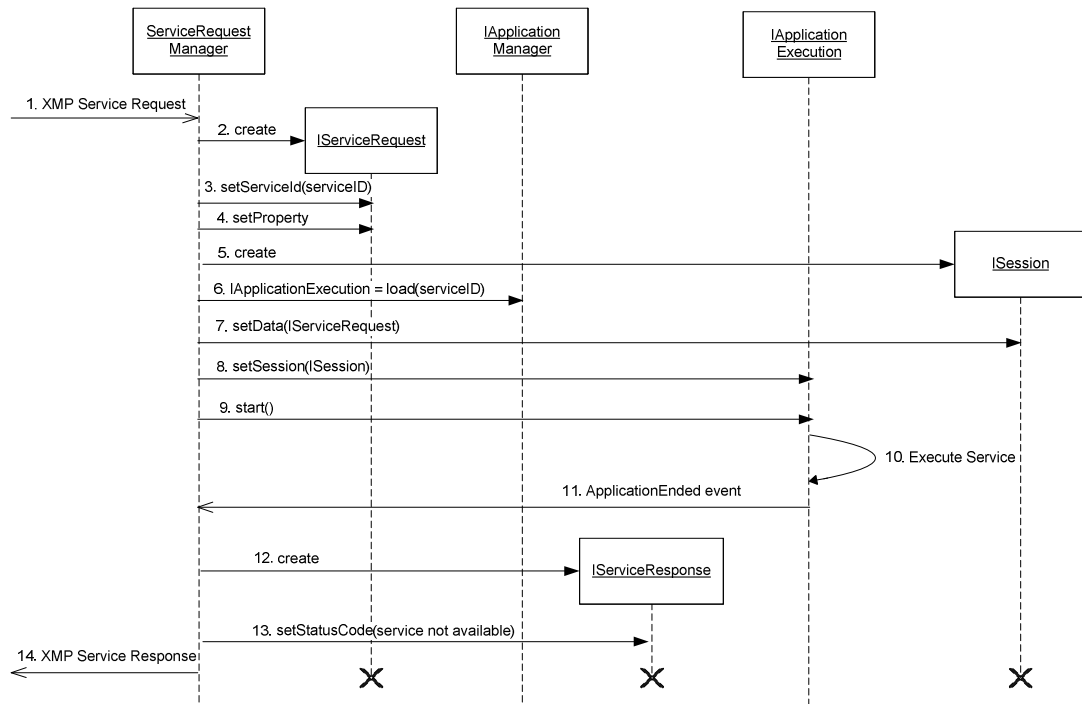 ServiceRequest
Manager
IApplication
Manager
IApplication
Execution
1. XMP Service Request
2. create
IServiceRequest
3. setServiceId(serviceID)
4. setProperty
5. create
ISession
6. IApplicationExecution = load(serviceID)
7. setData(IServiceRequest)
8. setSession(ISession)
9. start()
10. Execute Service
11. ApplicationEnded event
12. create
IServiceResponse
13. setStatusCode(service not available)
14. XMP Service Response